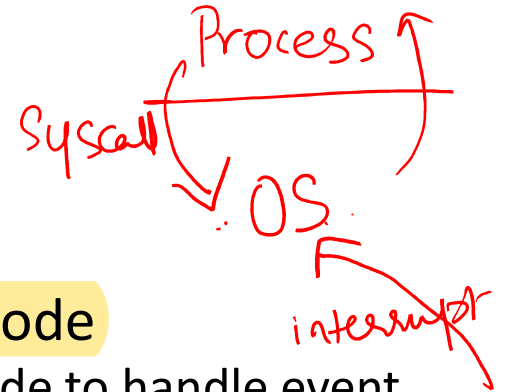 Process
Syscall
OS
interrupt
ode
de to handle event